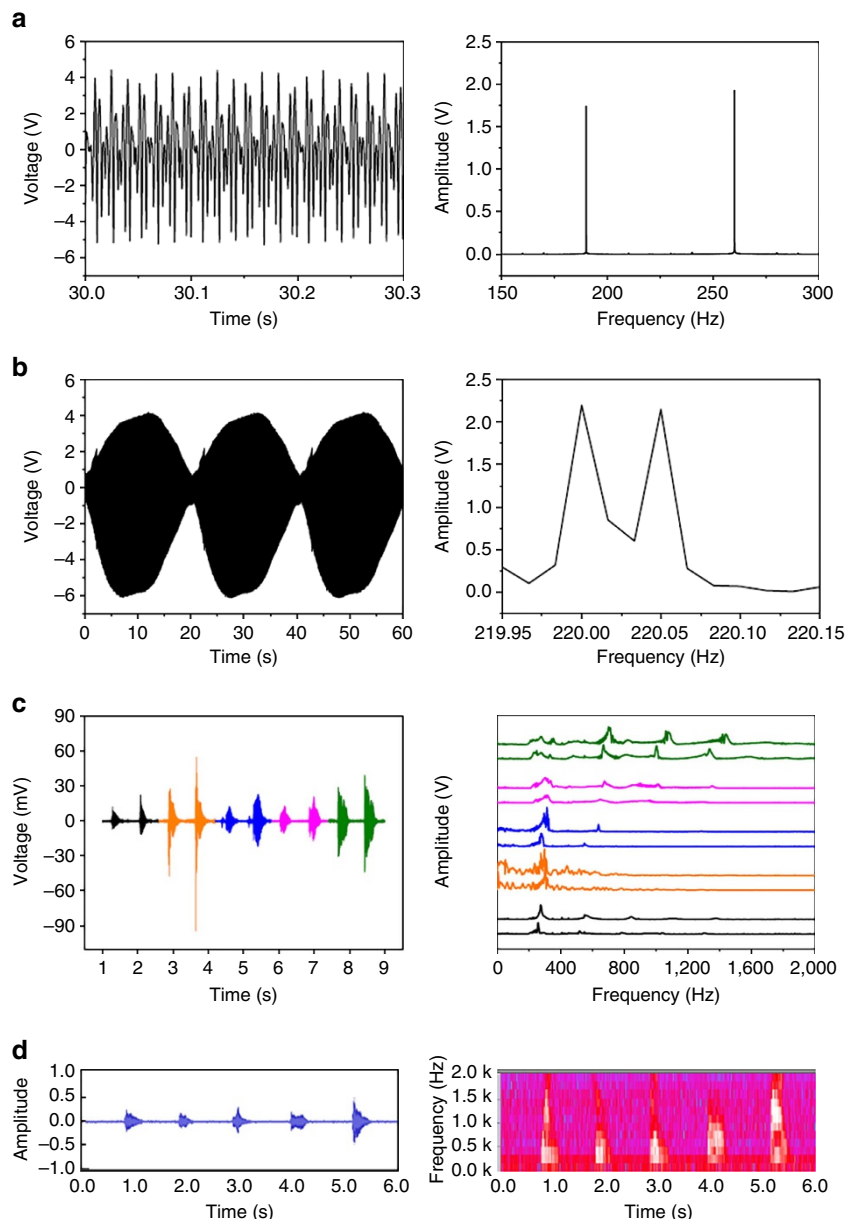 a
6
4
2
0
−2
−4
−6
Voltage (V)
30.0 30.1 30.2 30.3
Time (s)
2.5
2.0
1.5
1.0
0.5
0.0
Amplitude (V)
150 200 250 300
Frequency (Hz)
b
6
4
2
0
−2
−4
−6
Voltage (V)
0 10 20 30 40 50 60
Time (s)
2.5
2.0
1.5
1.0
0.5
0.0
Amplitude (V)
219.95 220.00 220.05 220.10 220.15
Frequency (Hz)
c
90
60
30
0
−30
−60
−90
Voltage (mV)
1 2 3 4 5 6 7 8 9
Time (s)
Amplitude (V)
0 400 800 1,200 1,600 2,000
Frequency (Hz)
d
1.0
0.5
0.0
−0.5
−1.0
Amplitude
0.0 1.0 2.0 3.0 4.0 5.0 6.0
Time (s)
2.0 k
1.5 k
1.0 k
0.5 k
0.0 k
Frequency (Hz)
0.0 1.0 2.0 3.0 4.0 5.0 6.0
Time (s)